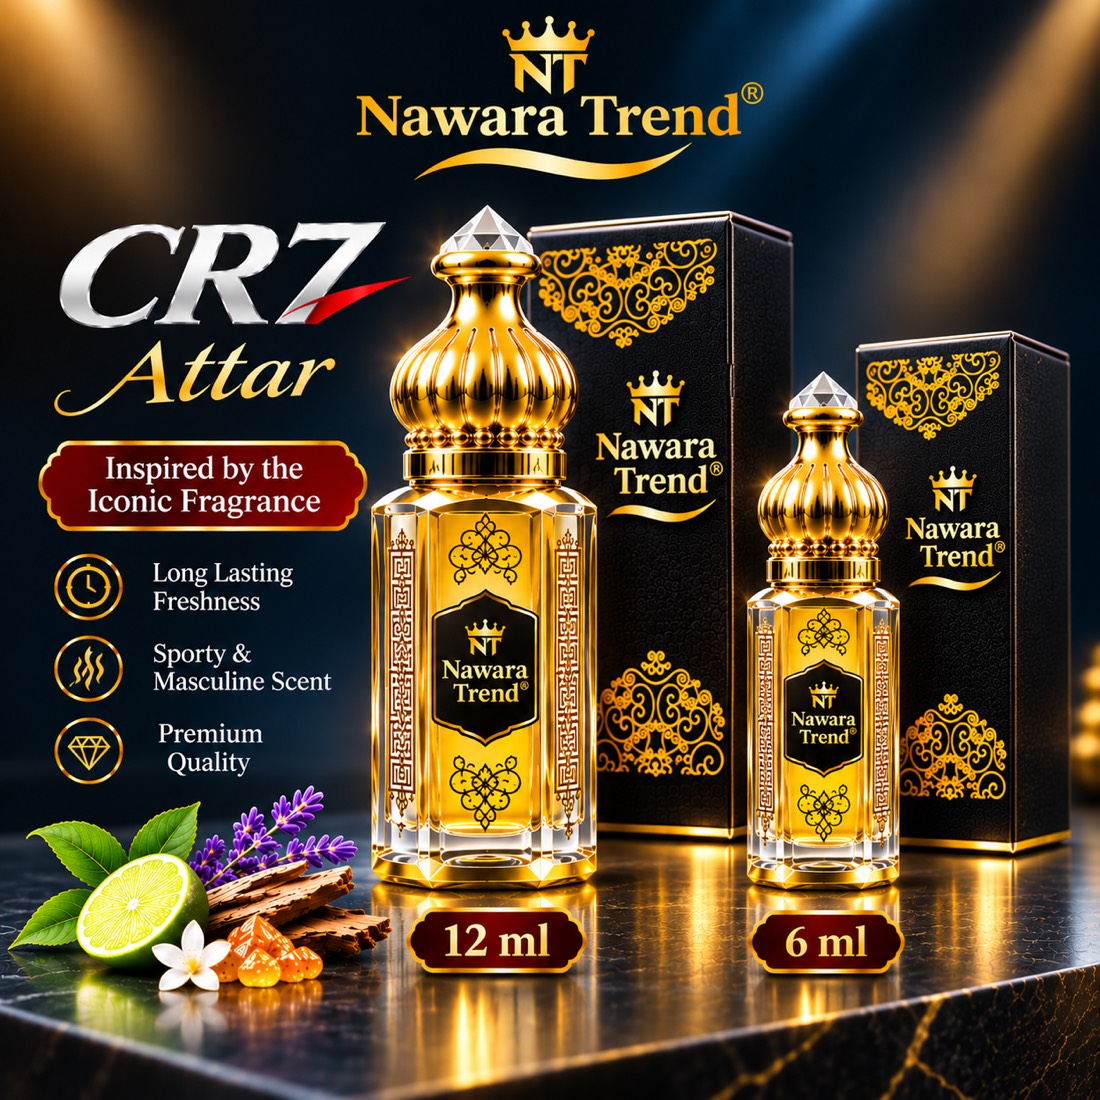 NT
Nawara Trend®
CR7
Attar
Inspired by the
Iconic Fragrance
Long Lasting
Freshness
Sporty &
Masculine Scent
Premium
Quality
NT
Nawara
Trend®
NT
Nawara
Trend®
NT
Nawara
Trend®
NT
Nawara
Trend®
12 ml
6 ml